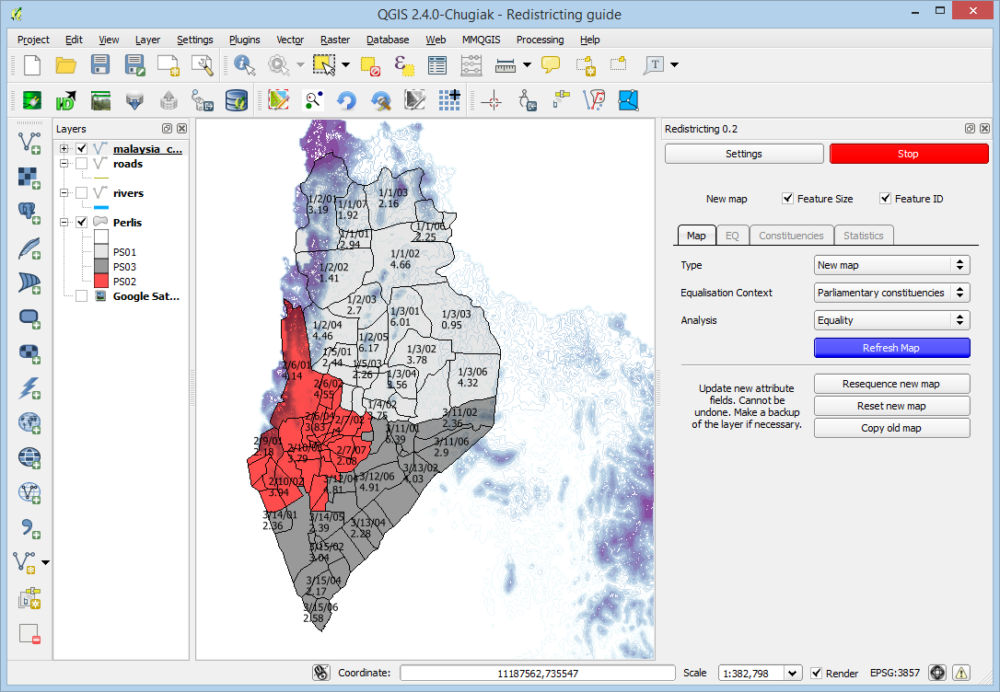 QGIS 2.4.0-Chugiak - Redistricting guide
Project Edit View Layer Settings Plugins Vector Raster Database Web MMQGIS Processing Help
Layers
malaysia_c...
roads
rivers
Perlis
PS01
PS03
PS02
Google Sat...
1/2/01
3.19
1/1/07
1.92
1/1/03
2.16
1/1/01
2.94
1/1/06
2.25
1/1/02
4.66
1/2/02
1.41
1/2/03
2.7
1/3/01
6.01
1/3/03
0.95
1/2/04
4.46
1/2/05
6.17
1/5/01
2.44
1/5/03
2.26
1/3/02
3.78
1/3/04
3.56
1/3/06
4.32
2/6/01
4.14
2/6/02
4.55
1/4/02
3.75
2/6/04
3.83
3/11/01
6.39
3/11/02
2.36
3/11/06
2.9
2/9/01
2.18
3.79
2/7/07
2.08
3/13/02
4.03
2/10/02
3.94
3/12/04
4.81
3/12/06
4.91
3/14/01
2.36
3/14/05
2.39
3/13/04
2.28
3/15/02
3.04
3/15/04
2.17
3/15/06
2.58
Redistricting 0.2
Settings Stop
New map Feature Size Feature ID
Map EQ Constituencies Statistics
Type New map
Equalisation Context Parliamentary constituencies
Analysis Equality
Refresh Map
Update new attribute
fields. Cannot be
undone. Make a backup
of the layer if necessary.
Resequence new map
Reset new map
Copy old map
Coordinate: 11187562,735547 Scale 1:382,798 Render EPSG:3857